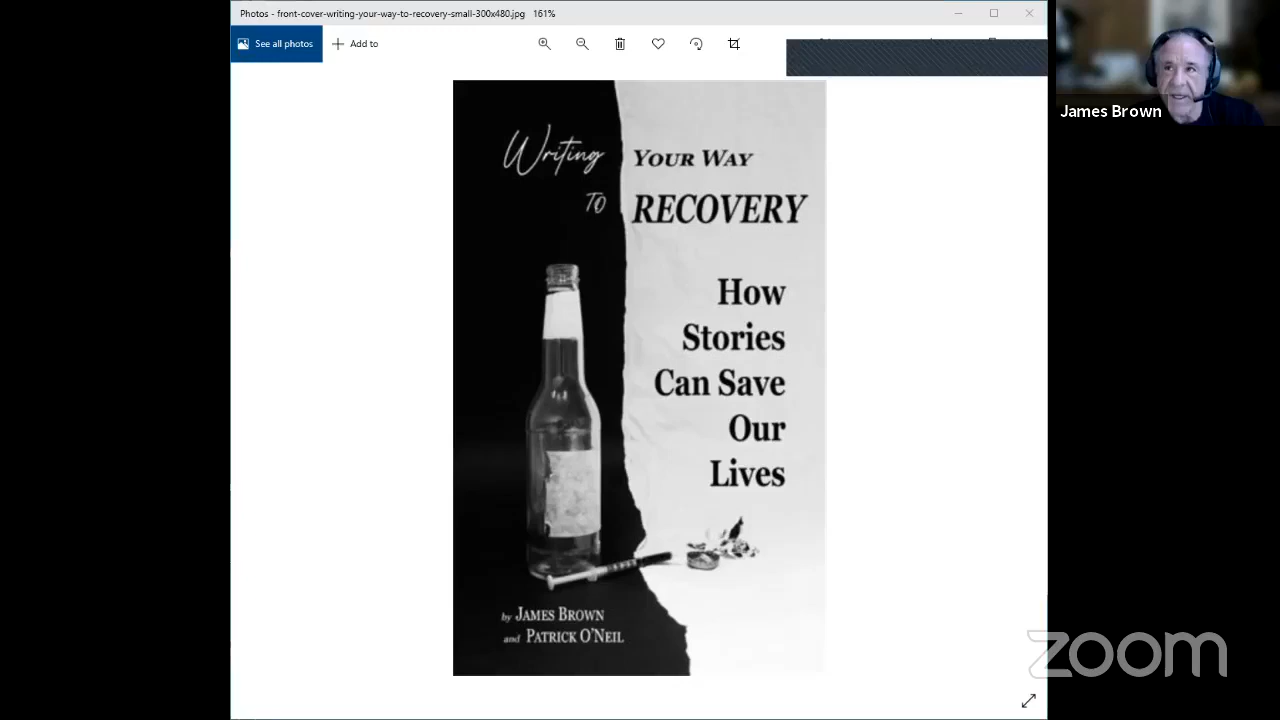 Photos - front-cover-writing-your-way-to-recovery-small-300x480.jpg   161%
See all photos
Add to
James Brown
Writing YOUR WAY
TO RECOVERY
How
Stories
Can Save
Our
Lives
by JAMES BROWN
and PATRICK O'NEIL
zoom